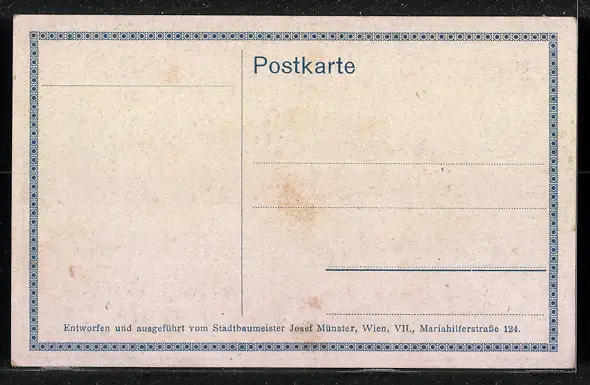 Postkarte
Entworfen und ausgeführt vom Stadtbaumeister Josef Münster, Wien, VII., Mariahilferstraße 124.